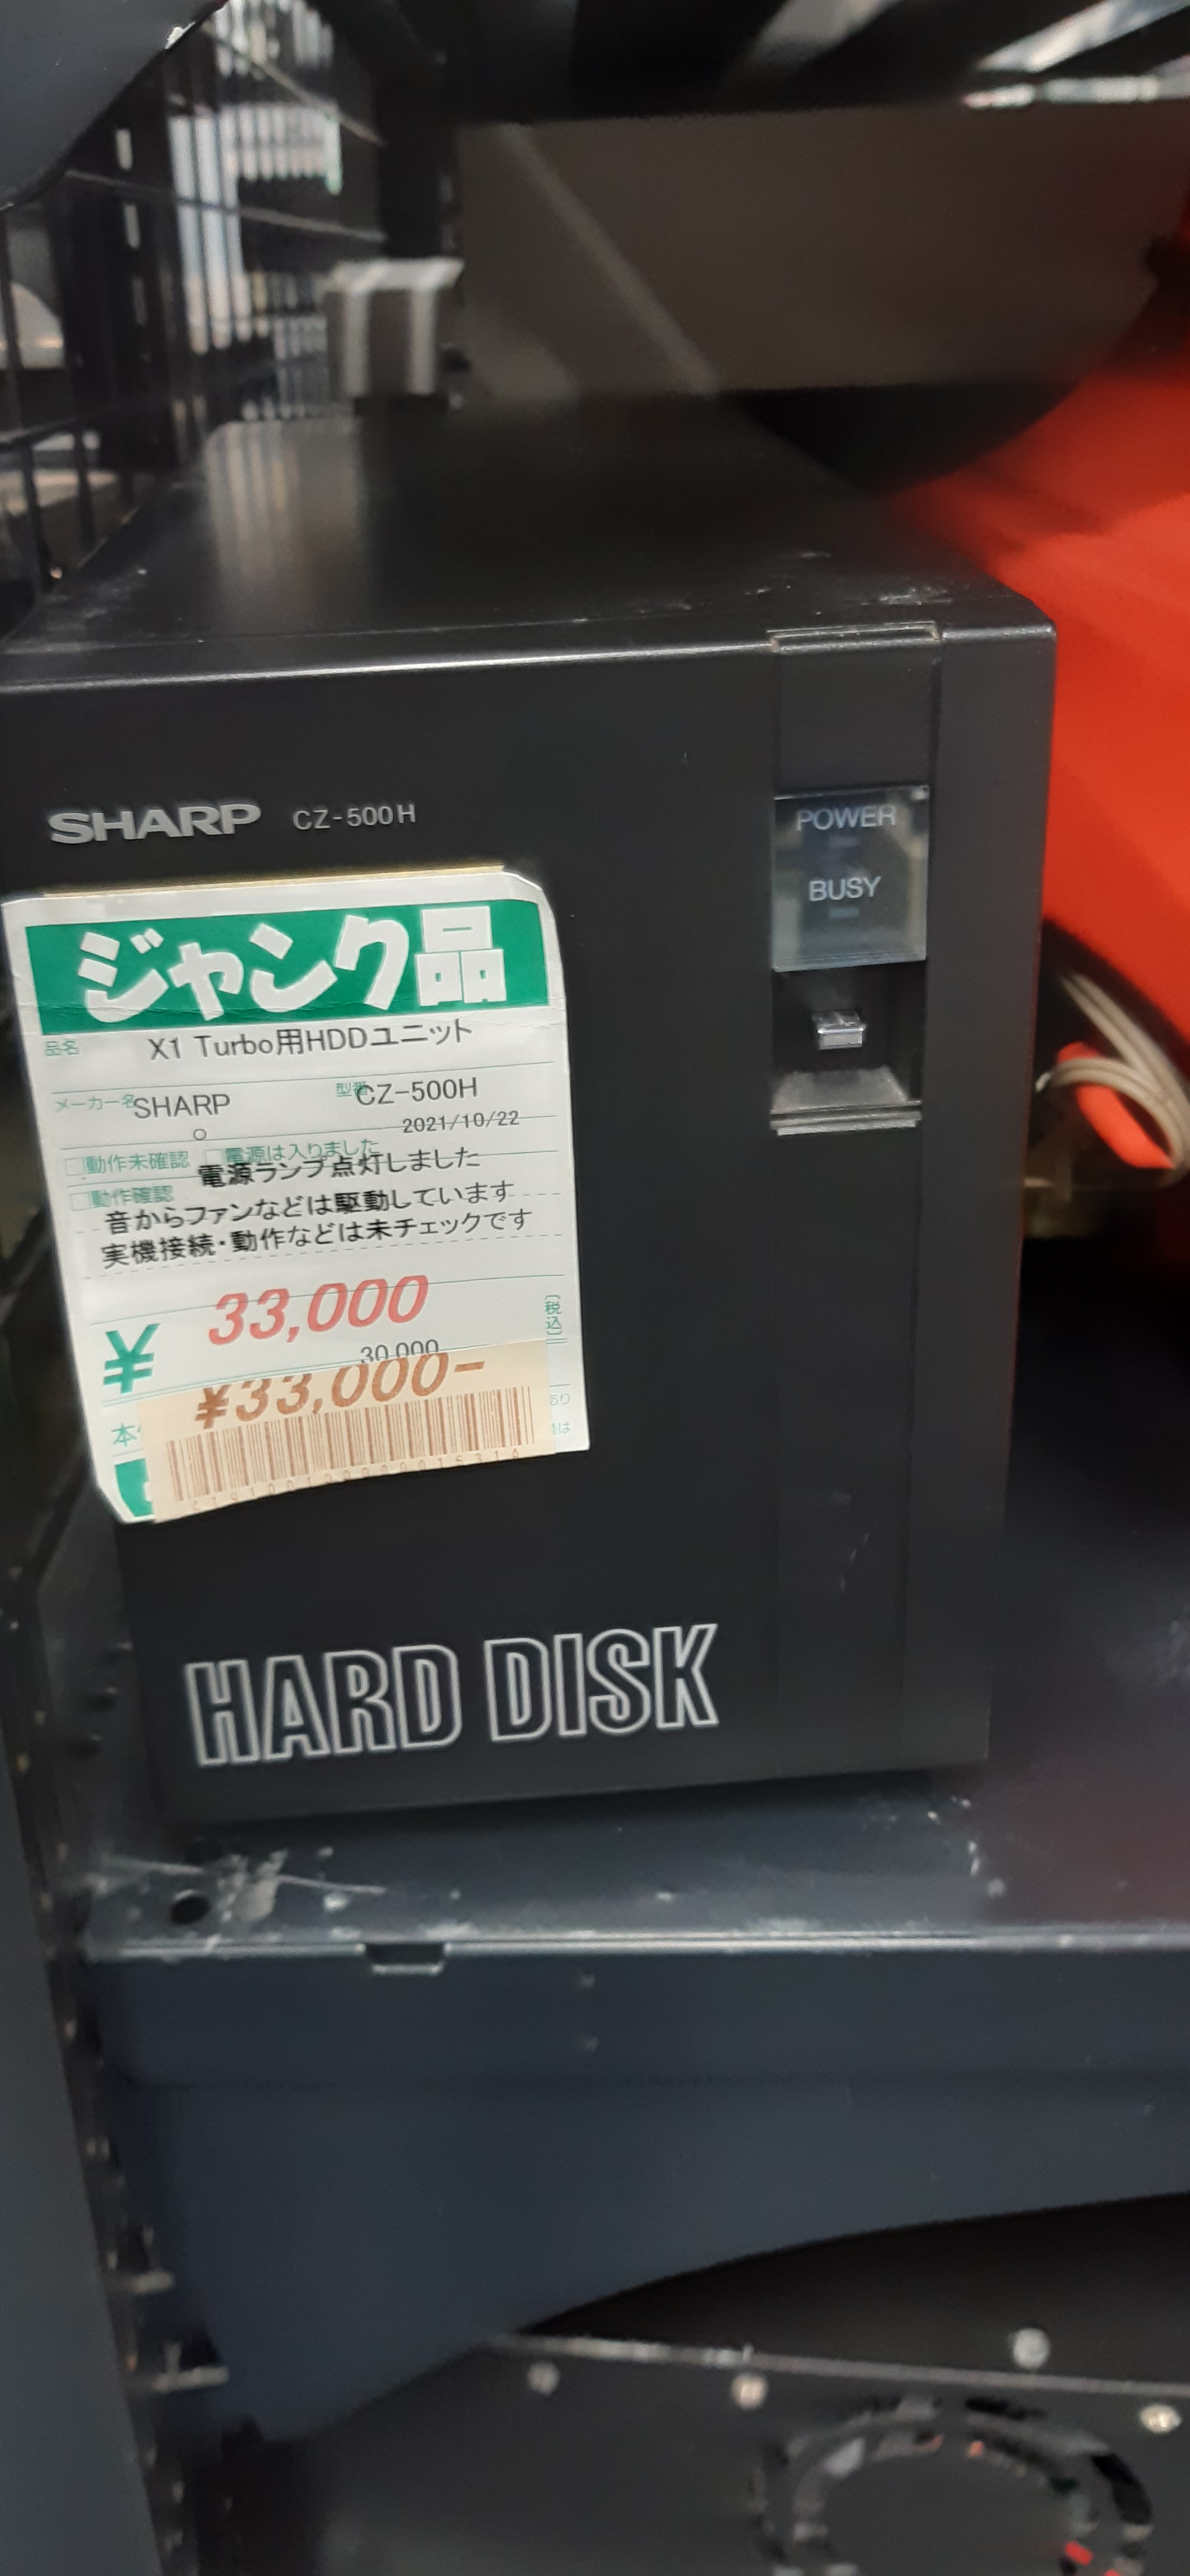 SHARP CZ-500H
POWER
BUSY
ジャンク品
品名 X1 Turbo用HDDユニット
メーカー名 SHARP 型番 CZ-500H
2021/10/22
□動作未確認 □電源は入りました
電源ランプ点灯しました
□動作確認
音からファンなどは駆動しています
実機接続・動作などは未チェックです
¥ 33,000 (税込)
30,000
¥33,000-
HARD DISK